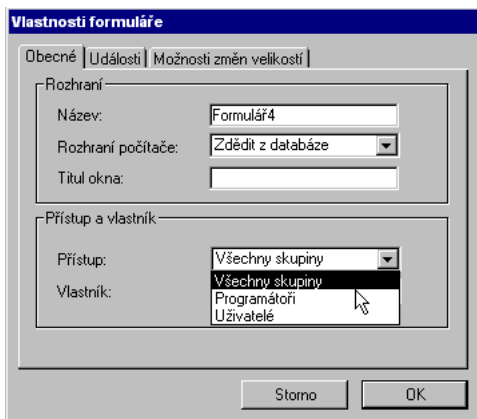 Vlastnosti formuláře
Obecné Události Možnosti změn velikostí
Rozhraní
Název: Formulář4
Rozhraní počítače: Zdědit z databáze
Titul okna:
Přístup a vlastník
Přístup: Všechny skupiny
Všechny skupiny
Vlastník: Programátoři
Uživatelé
Storno OK